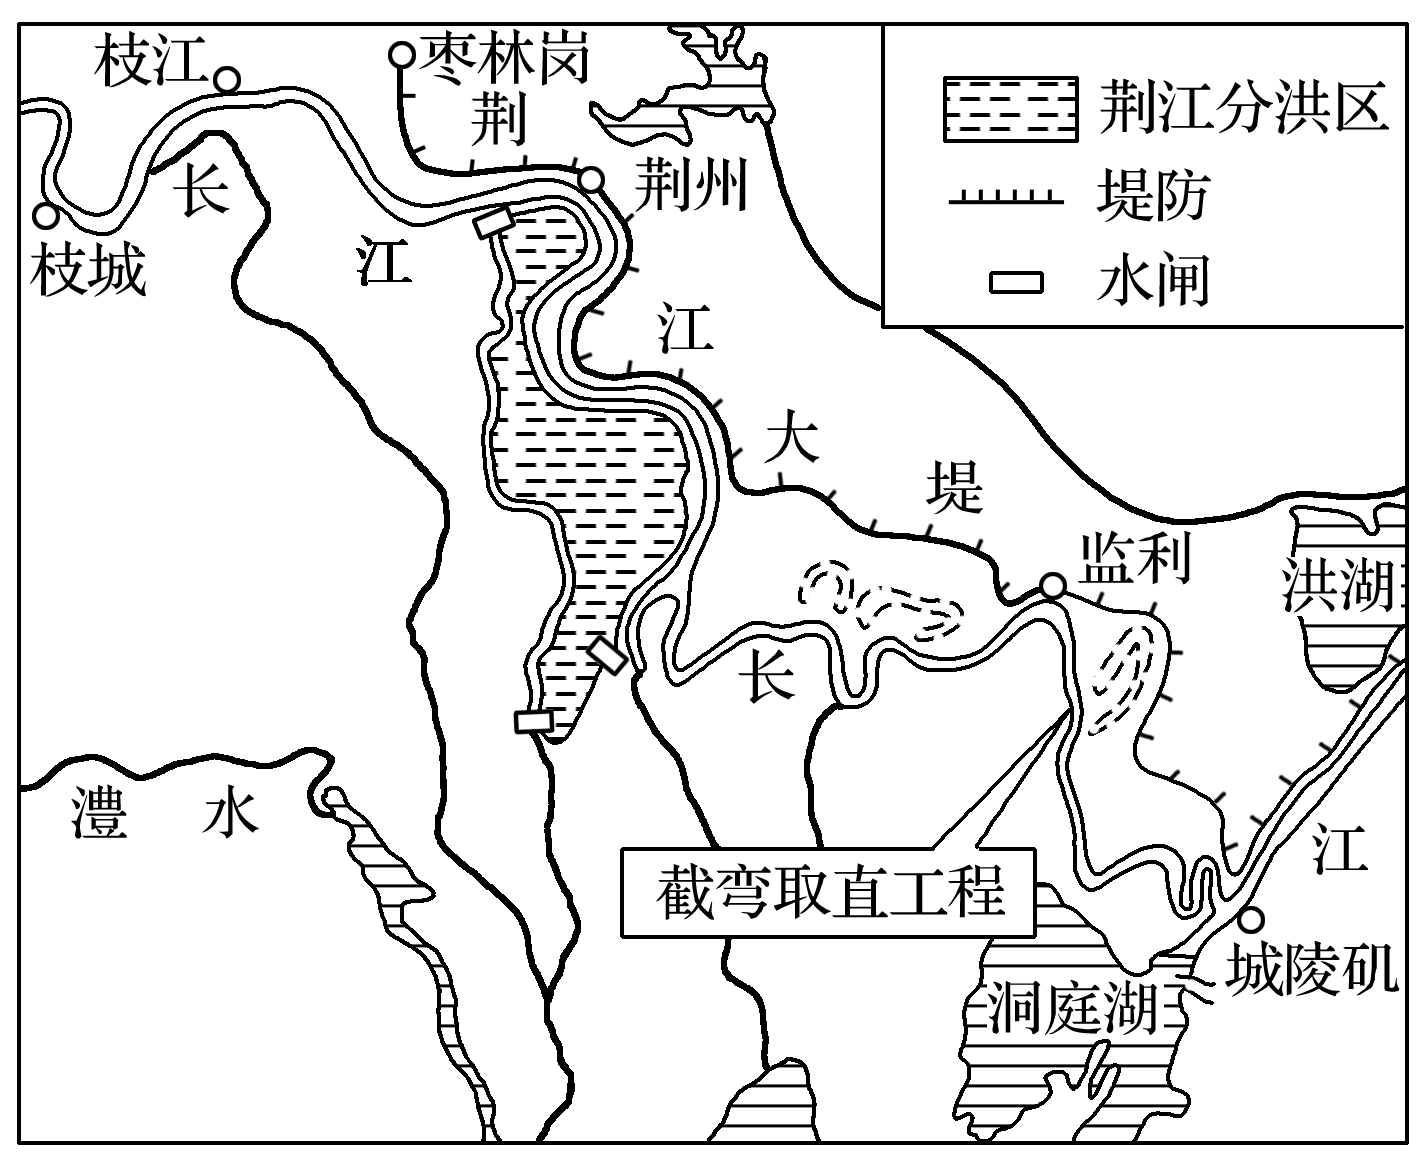 枝江
枣林岗
荆
荆江分洪区
长
荆州
堤防
枝城
江
水闸
江
大
堤
监利
洪湖
长
澧 水
江
截弯取直工程
城陵矶
洞庭湖